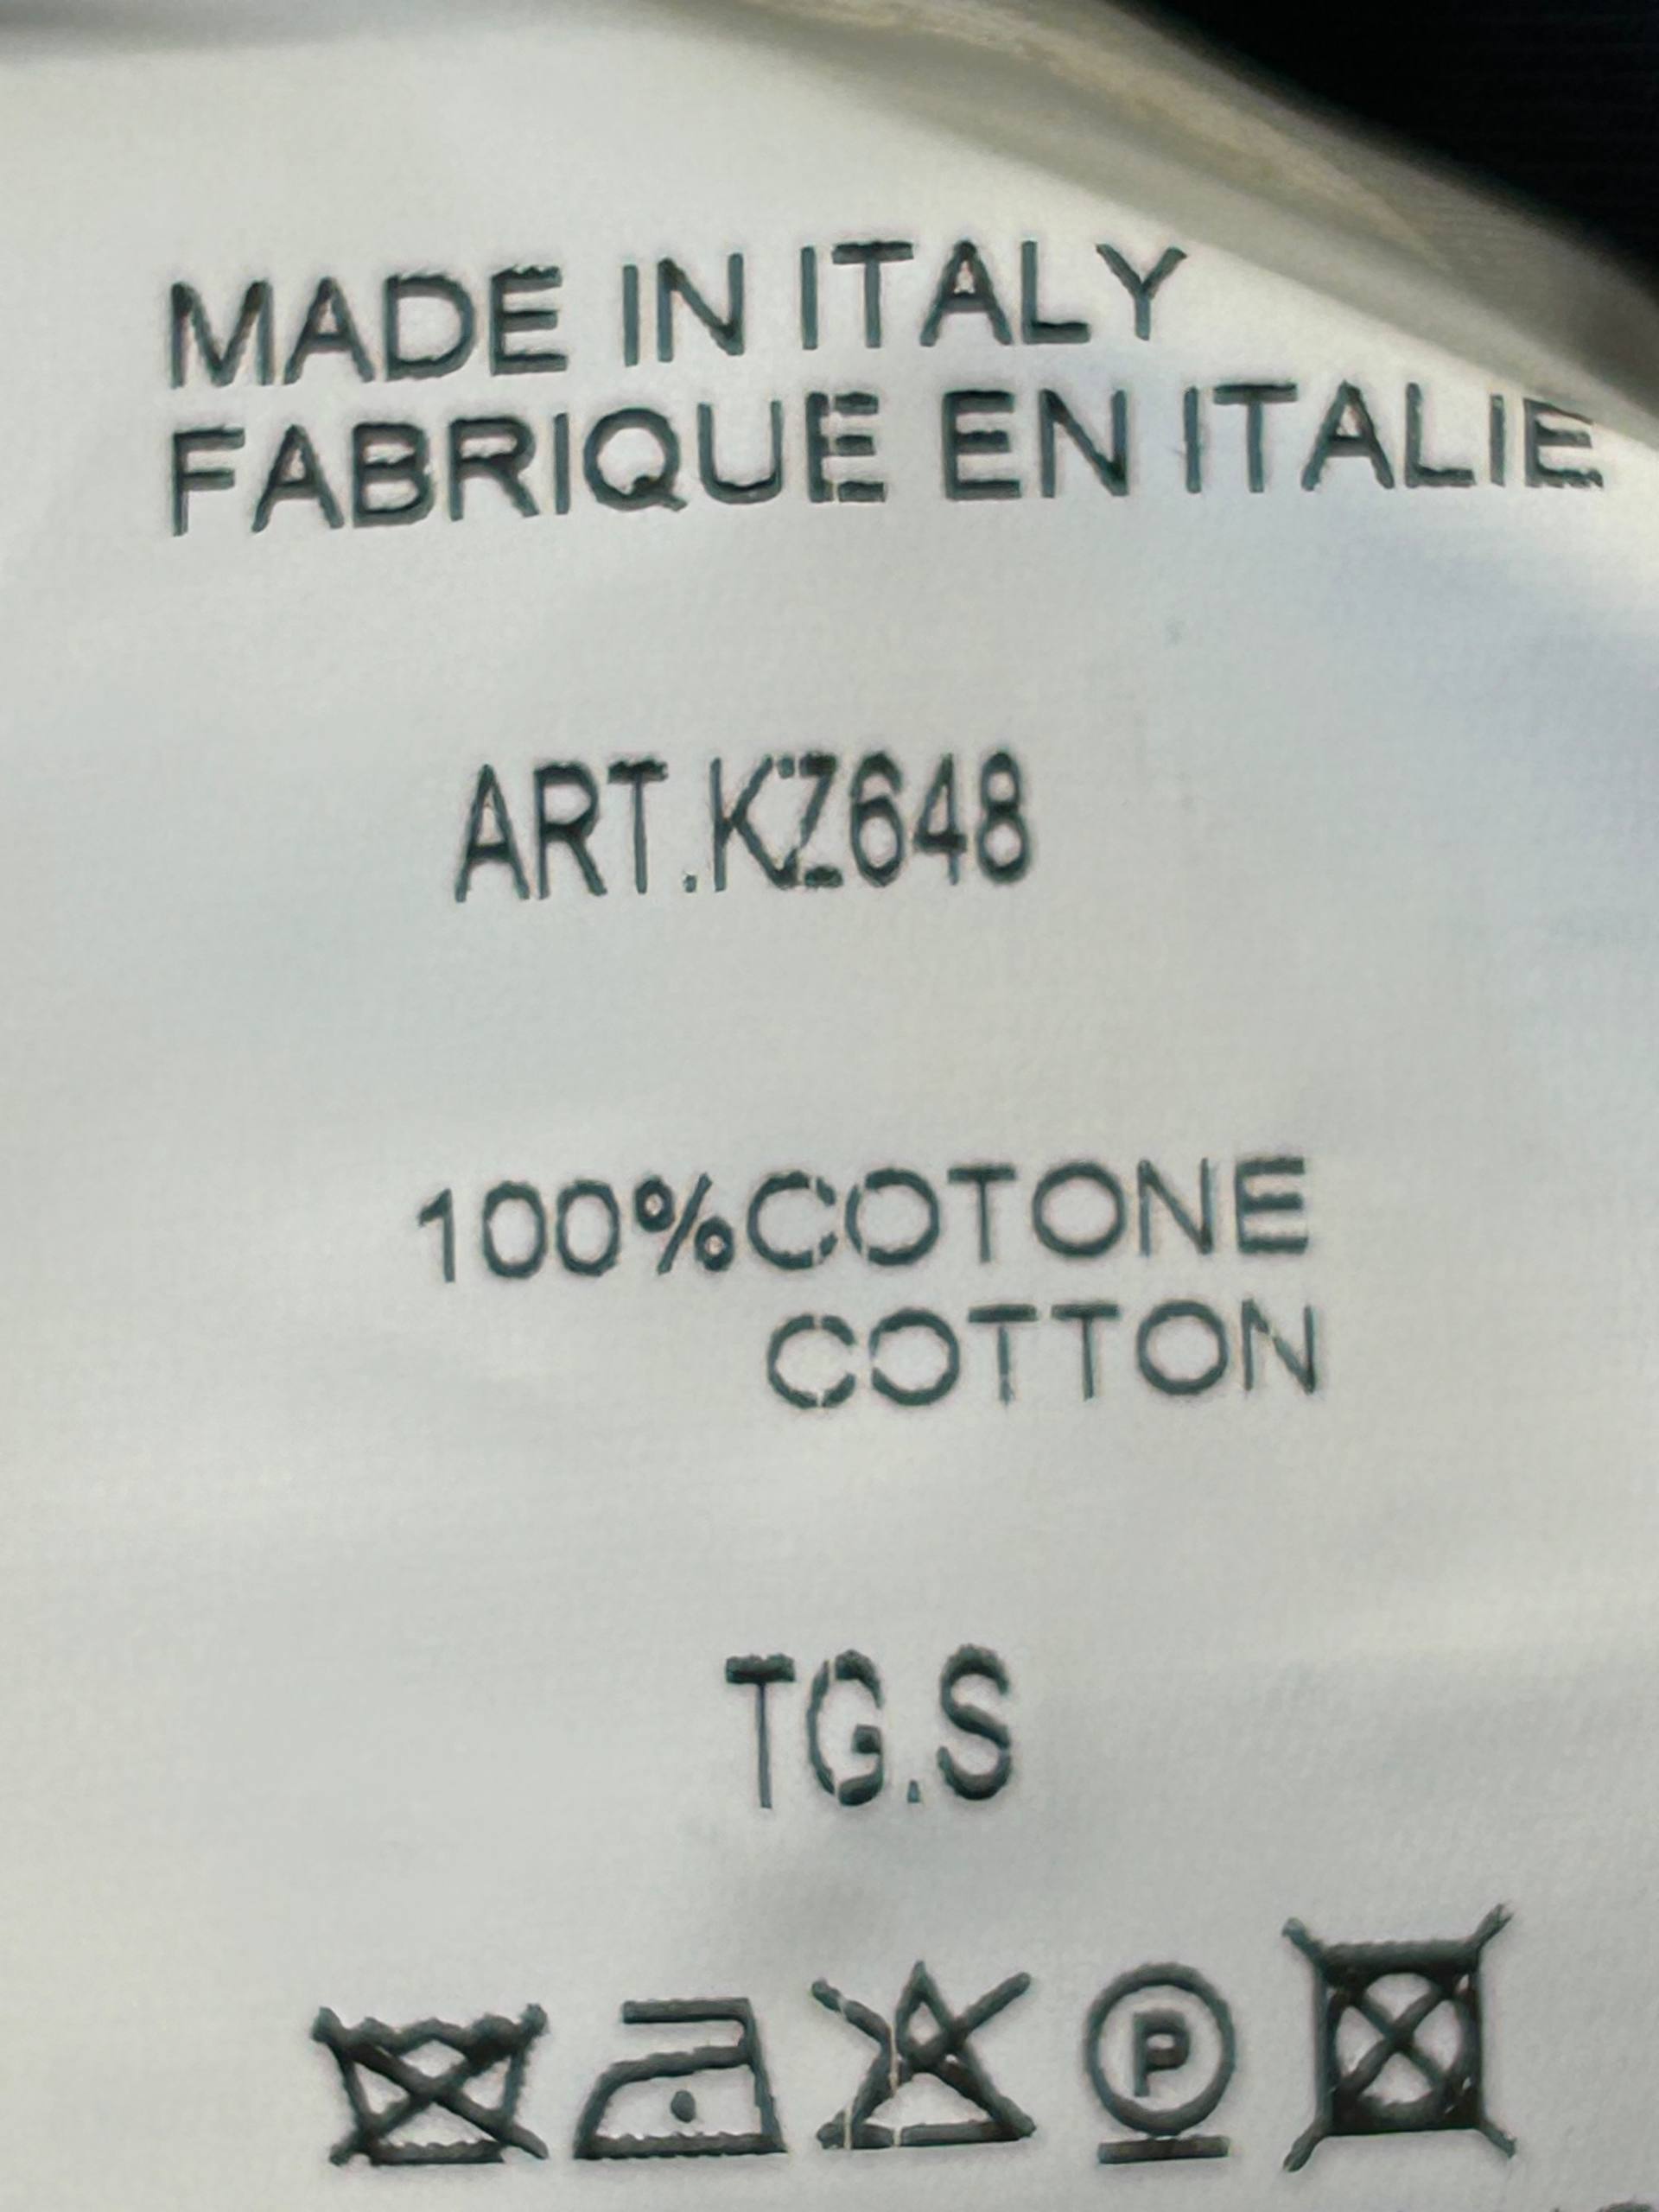 MADE IN ITALY
FABRIQUE EN ITALIE
ART.KZ648
100%COTONE
COTTON
TG.S
P